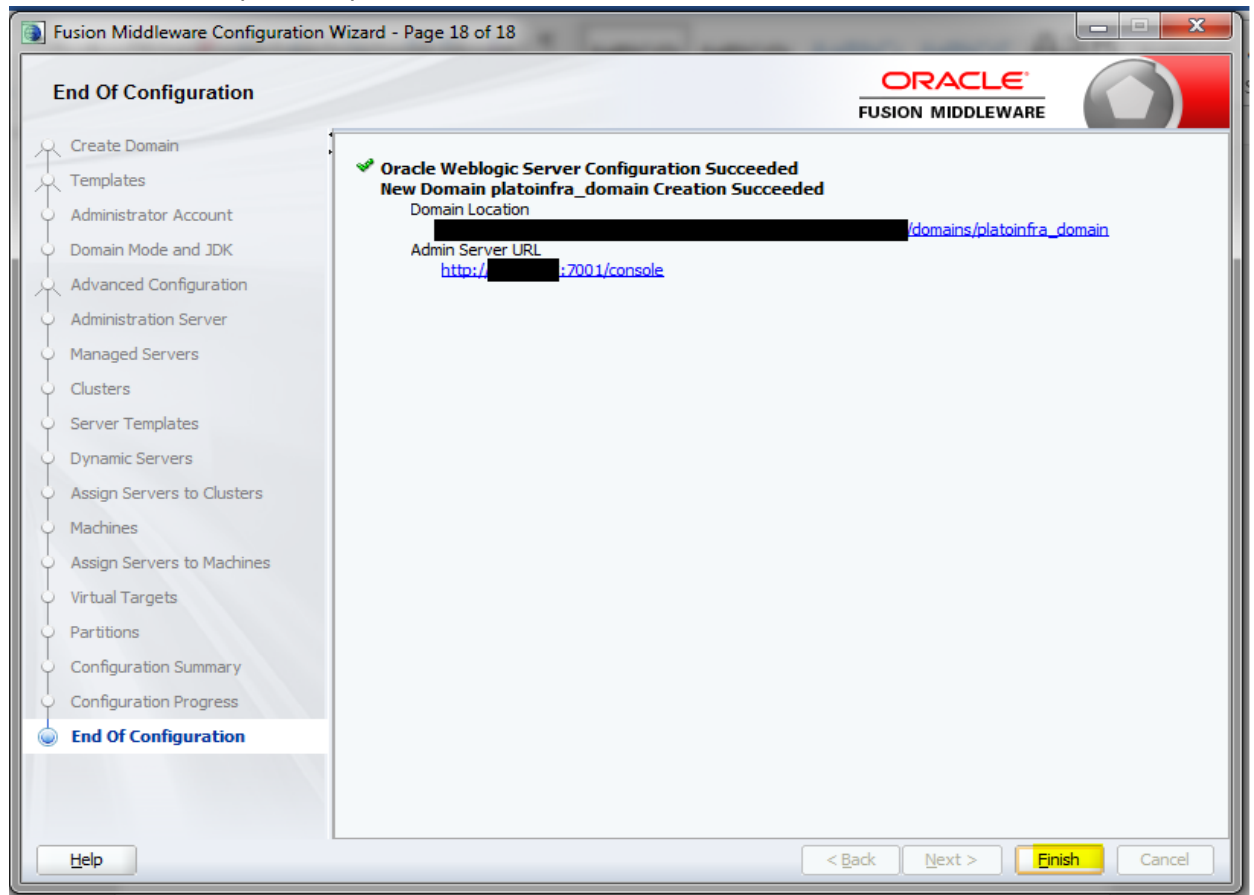 Fusion Middleware Configuration Wizard - Page 18 of 18
End Of Configuration
ORACLE
FUSION MIDDLEWARE
Create Domain
Templates
Administrator Account
Domain Mode and JDK
Advanced Configuration
Administration Server
Managed Servers
Clusters
Server Templates
Dynamic Servers
Assign Servers to Clusters
Machines
Assign Servers to Machines
Virtual Targets
Partitions
Configuration Summary
Configuration Progress
End Of Configuration
Oracle Weblogic Server Configuration Succeeded
New Domain platoinfra_domain Creation Succeeded
Domain Location
/domains/platoinfra_domain
Admin Server URL
http:// :7001/console
Help
< Back Next > Finish Cancel